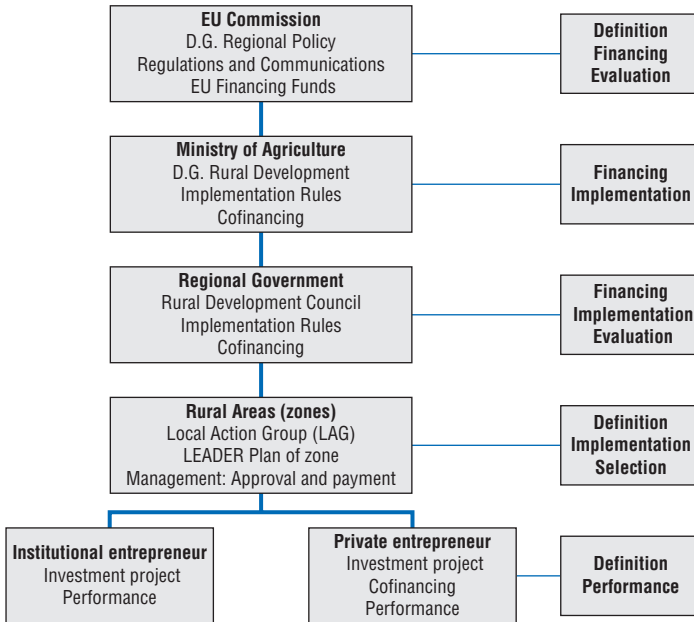 EU Commission
D.G. Regional Policy
Regulations and Communications
EU Financing Funds
Definition
Financing
Evaluation
Ministry of Agriculture
D.G. Rural Development
Implementation Rules
Cofinancing
Financing
Implementation
Regional Government
Rural Development Council
Implementation Rules
Cofinancing
Financing
Implementation
Evaluation
Rural Areas (zones)
Local Action Group (LAG)
LEADER Plan of zone
Management: Approval and payment
Definition
Implementation
Selection
Institutional entrepreneur
Investment project
Performance
Private entrepreneur
Investment project
Cofinancing
Performance
Definition
Performance